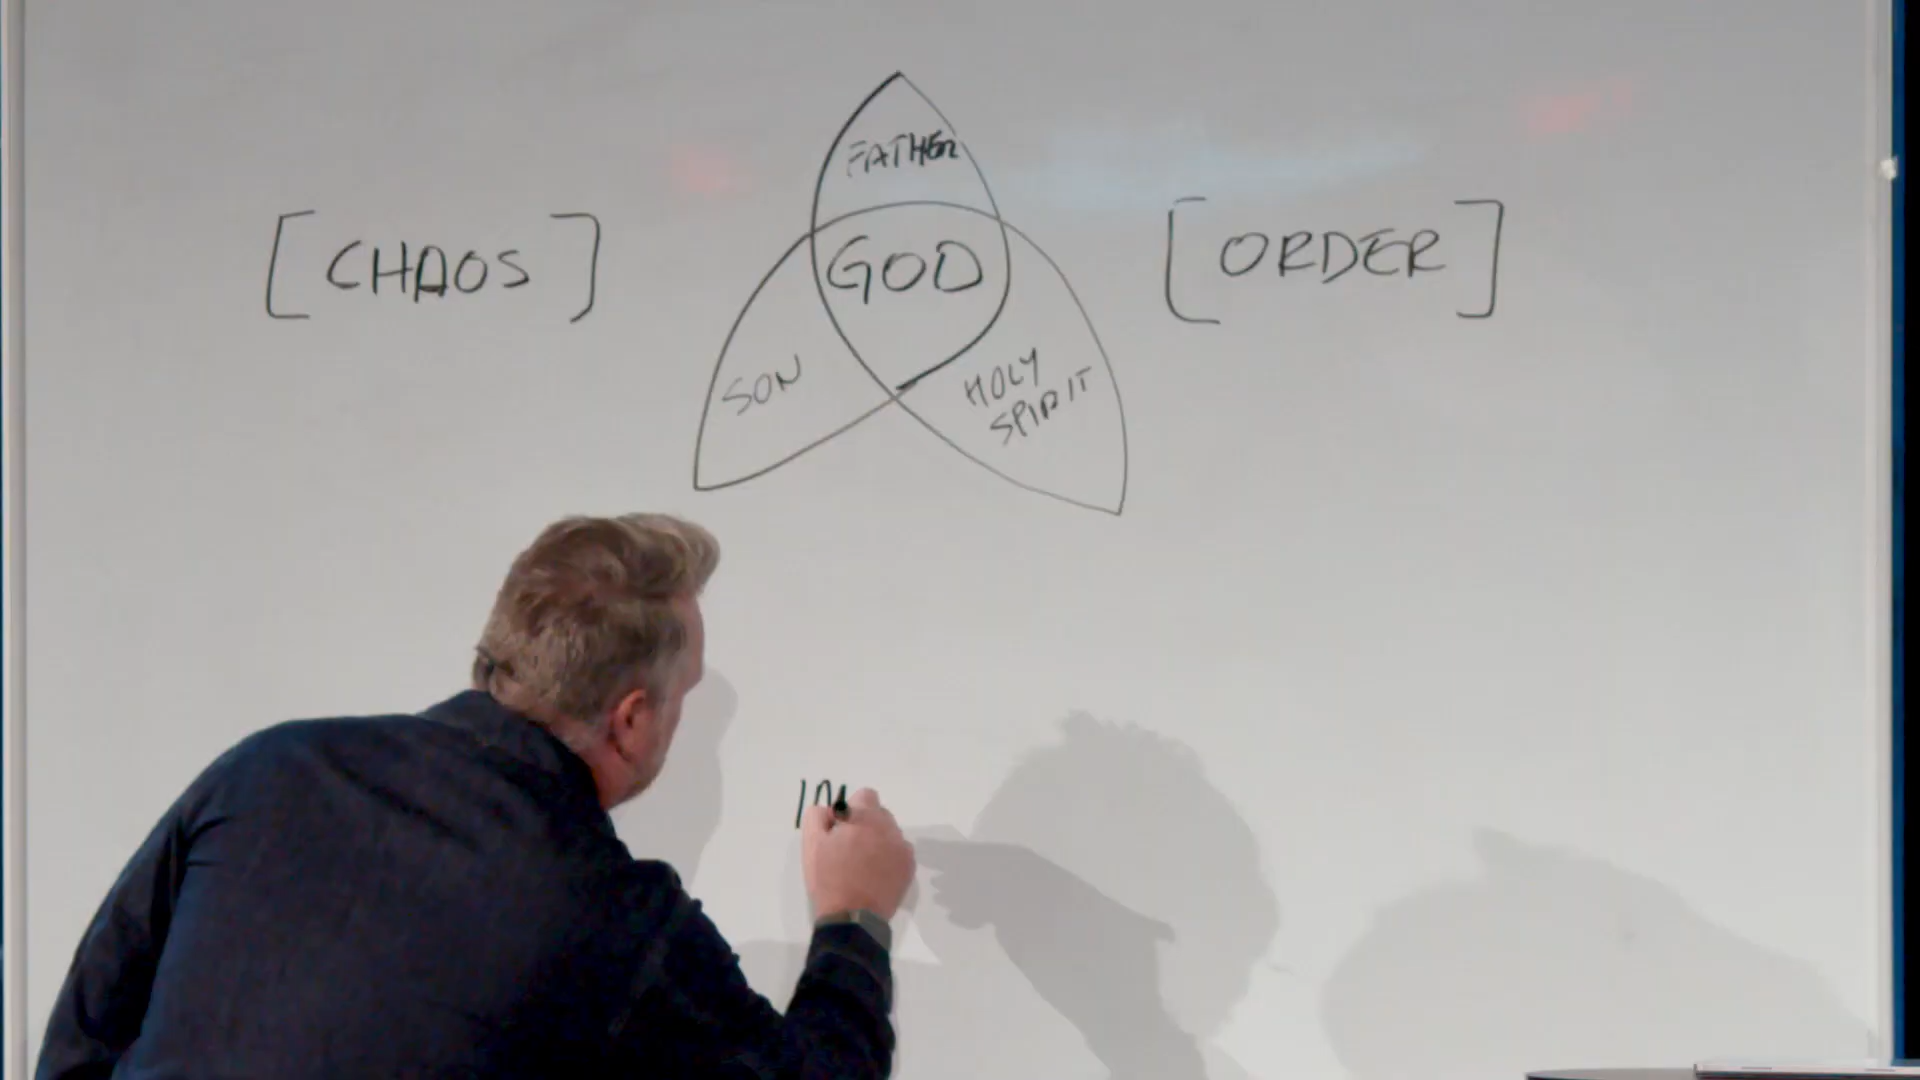 FATHER
[CHAOS]
GOD
[ORDER]
SON
HOLY
SPIRIT